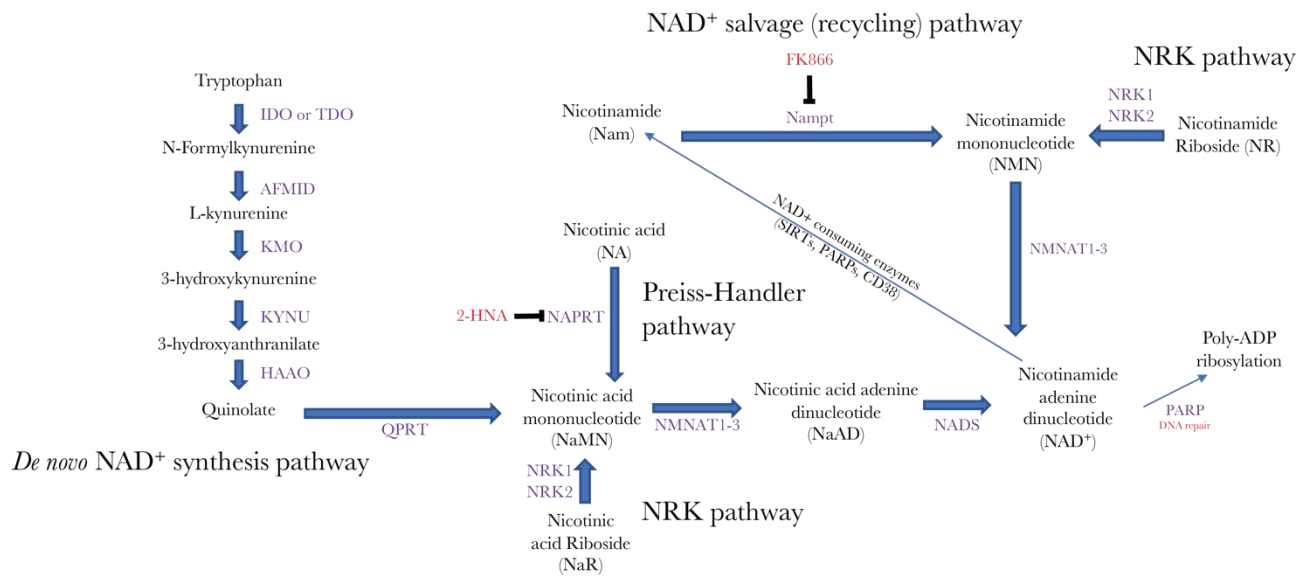 NAD+ salvage (recycling) pathway
FK866
NRK pathway
Tryptophan
IDO or TDO
N-Formylkynurenine
AFMID
L-kynurenine
KMO
3-hydroxykynurenine
KYNU
3-hydroxyanthranilate
HAAO
Quinolate
QPRT
De novo NAD+ synthesis pathway
Nicotinamide
(Nam)
Nampt
Nicotinamide
mononucleotide
(NMN)
NRK1
NRK2
Nicotinamide
Riboside (NR)
NAD+ consuming enzymes
(SIRTs, PARPs, CD38)
NMNAT1-3
Nicotinic acid
(NA)
2-HNA
NAPRT
Preiss-Handler
pathway
Nicotinic acid
mononucleotide
(NaMN)
NMNAT1-3
Nicotinic acid adenine
dinucleotide
(NaAD)
NADS
Nicotinamide
adenine
dinucleotide
(NAD+)
Poly-ADP
ribosylation
PARP
DNA repair
NRK1
NRK2
Nicotinic
acid Riboside
(NaR)
NRK pathway